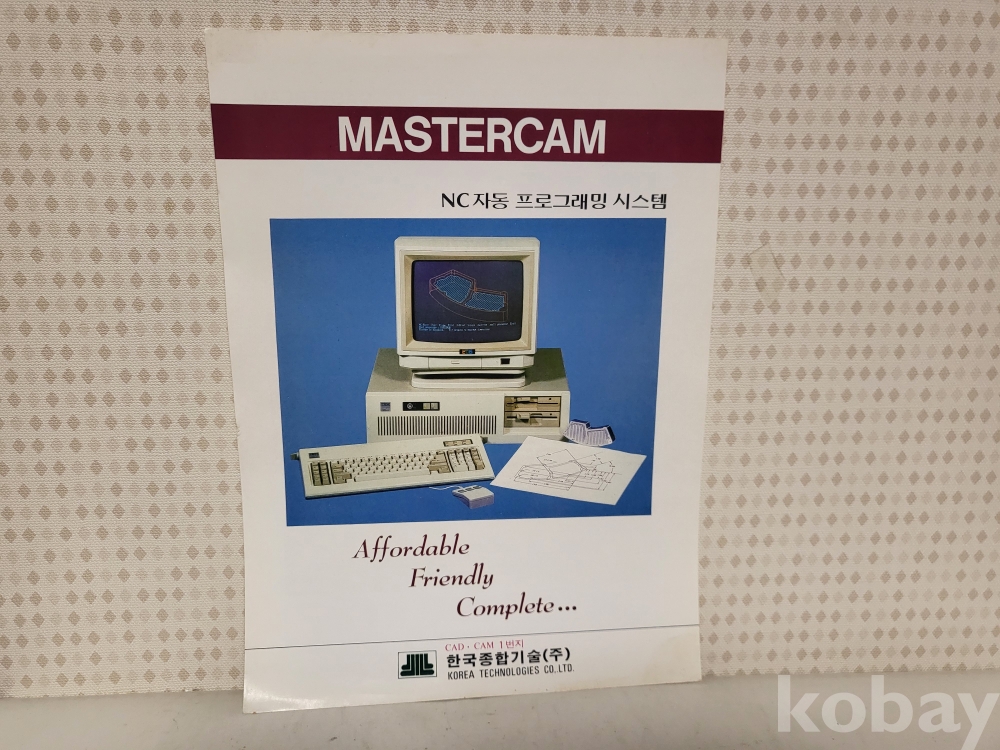 MASTERCAM
NC 자동 프로그래밍 시스템
Affordable
Friendly
Complete...
CAD · CAM 1번지
한국종합기술(주)
KOREA TECHNOLOGIES CO., LTD.
kobay